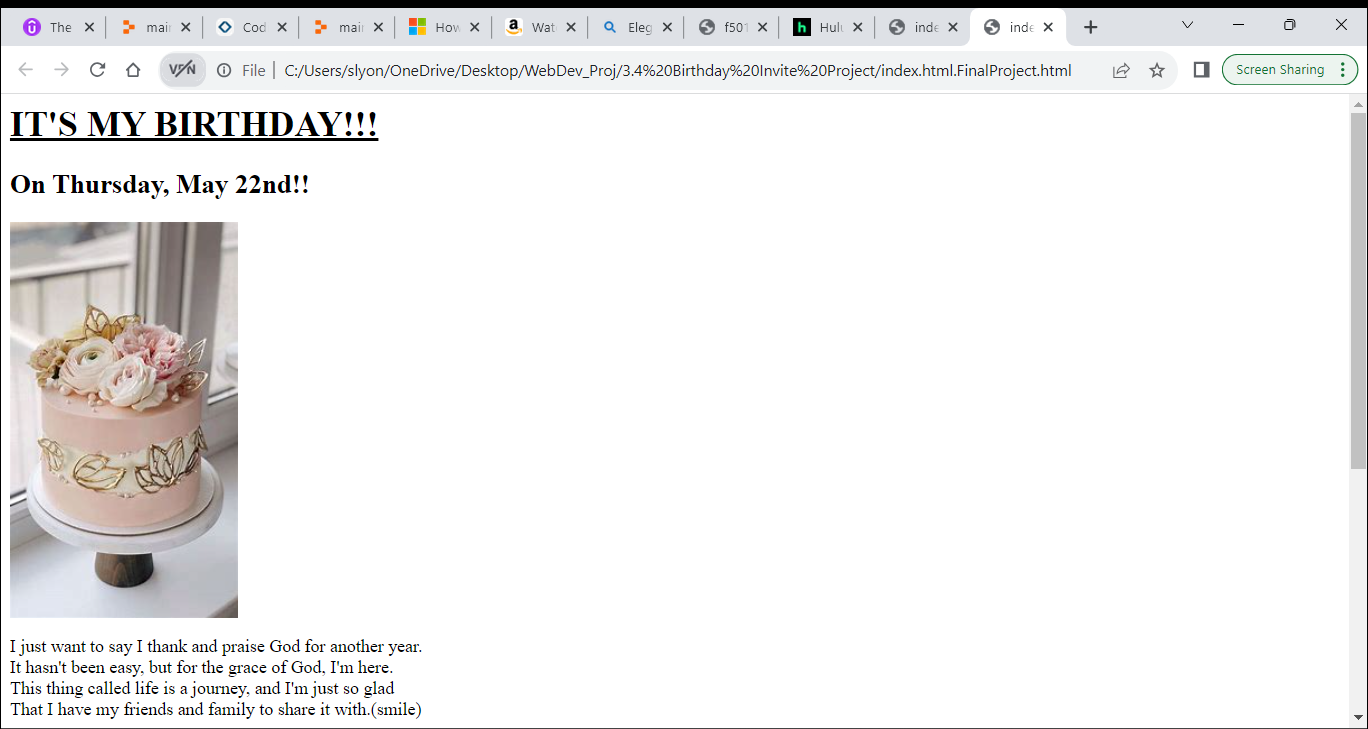 The
mair
Cod
mair
How
Wat
Eleg
f501
Hulu
inde
inde
VPN
File
C:/Users/slyon/OneDrive/Desktop/WebDev_Proj/3.4%20Birthday%20Invite%20Project/index.html.FinalProject.html
Screen Sharing
IT'S MY BIRTHDAY!!!
On Thursday, May 22nd!!
I just want to say I thank and praise God for another year.
It hasn't been easy, but for the grace of God, I'm here.
This thing called life is a journey, and I'm just so glad
That I have my friends and family to share it with.(smile)